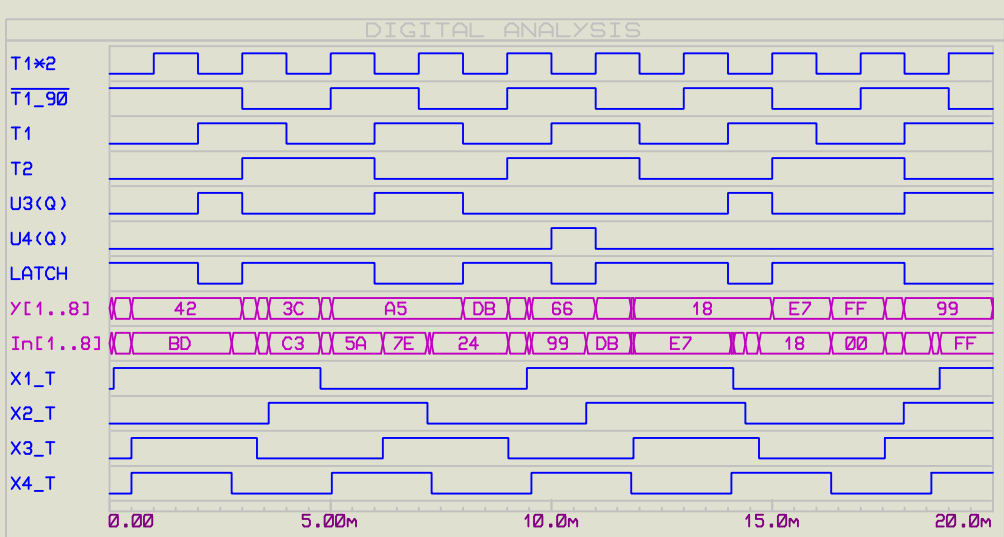 DIGITAL ANALYSIS
T1*2
T1_90
T1
T2
U3(Q)
U4(Q)
LATCH
Y[1..8] 42 3C A5 DB 66 18 E7 FF 99
In[1..8] BD C3 5A 7E 24 99 DB E7 18 00 FF
X1_T
X2_T
X3_T
X4_T
0.00 5.00m 10.0m 15.0m 20.0m